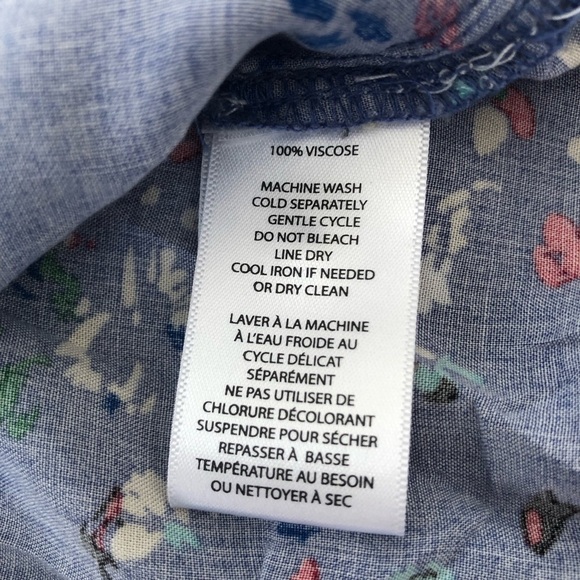 100% VISCOSE
MACHINE WASH
COLD SEPARATELY
GENTLE CYCLE
DO NOT BLEACH
LINE DRY
COOL IRON IF NEEDED
OR DRY CLEAN
LAVER À LA MACHINE
À L'EAU FROIDE AU
CYCLE DÉLICAT
SÉPARÉMENT
NE PAS UTILISER DE
CHLORURE DÉCOLORANT
SUSPENDRE POUR SÉCHER
REPASSER À BASSE
TEMPÉRATURE AU BESOIN
OU NETTOYER À SEC